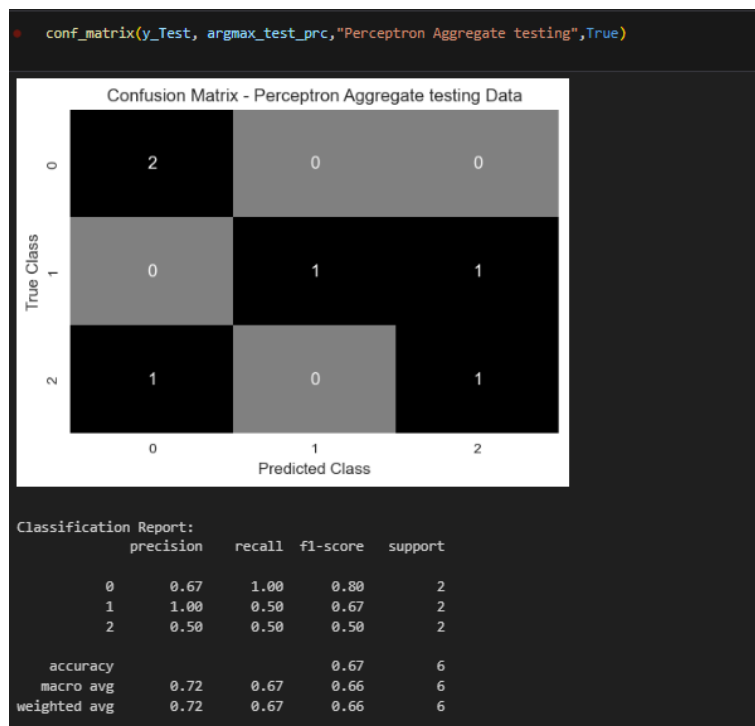 conf_matrix(y_Test, argmax_test_prc,"Perceptron Aggregate testing",True)
Confusion Matrix - Perceptron Aggregate testing Data
True Class
0 2 0 0
1 0 1 1
2 1 0 1
0 1 2
Predicted Class
Classification Report:
precision recall f1-score support
0 0.67 1.00 0.80 2
1 1.00 0.50 0.67 2
2 0.50 0.50 0.50 2
accuracy 0.67 6
macro avg 0.72 0.67 0.66 6
weighted avg 0.72 0.67 0.66 6